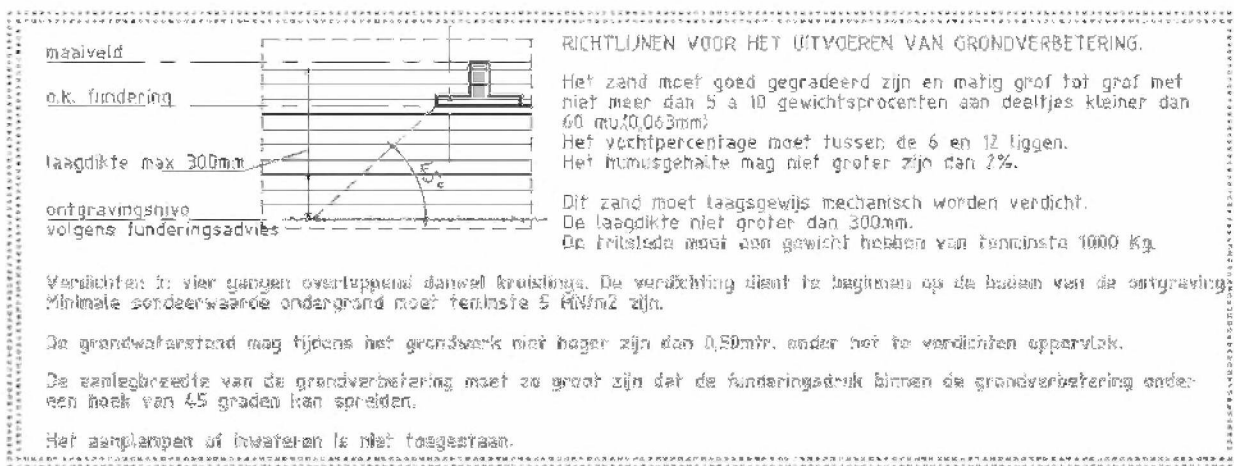 maaiveld
o.k. fundering
laagdikte max 300mm
ontgravingsnivo
volgens funderingsadvies
45°
RICHTLIJNEN VOOR HET UITVOEREN VAN GRONDVERBETERING.
Het zand moet goed gegradeerd zijn en matig grof tot grof met
niet meer dan 5 a 10 gewichtsprocenten aan deeltjes kleiner dan
60 mu.(0,063mm)
Het vochtpercentage moet tussen de 6 en 12 liggen.
Het humusgehalte mag niet groter zijn dan 2%.
Dit zand moet laagsgewijs mechanisch worden verdicht.
De laagdikte niet groter dan 300mm.
De trilslede moet een gewicht hebben van tenminste 1000 Kg.
Verdichten in vier gangen overlappend danwel kruislings. De verdichting dient te beginnen op de bodem van de ontgraving.
Minimale sondeerwaarde ondergrond moet teminste 5 MN/m2 zijn.
De grondwaterstand mag tijdens het grondwerk niet hoger zijn dan 0,50mtr. onder het te verdichten oppervlak.
De aanlegbreedte van de grondverbetering moet zo groot zijn dat de funderingsdruk binnen de grondverbetering onder
een hoek van 45 graden kan spreiden.
Het aanplempen of inwateren is niet toegestaan.